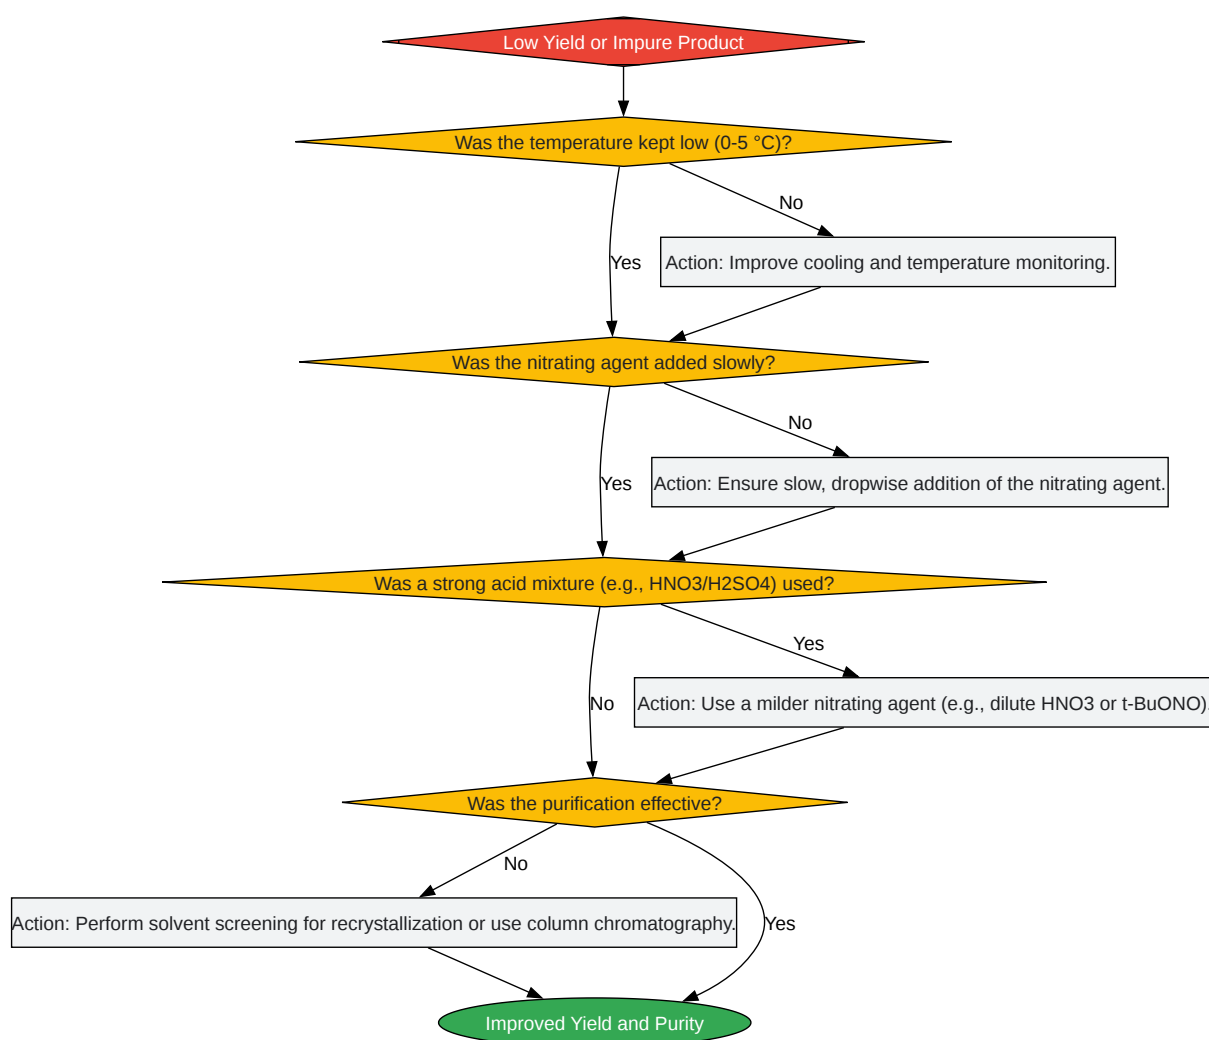 Low Yield or Impure Product
Was the temperature kept low (0-5 °C)?
No
Yes
Action: Improve cooling and temperature monitoring.
Was the nitrating agent added slowly?
No
Yes
Action: Ensure slow, dropwise addition of the nitrating agent.
Was a strong acid mixture (e.g., HNO3/H2SO4) used?
Yes
No
Action: Use a milder nitrating agent (e.g., dilute HNO3 or t-BuONO).
Was the purification effective?
No
Action: Perform solvent screening for recrystallization or use column chromatography.
Yes
Improved Yield and Purity